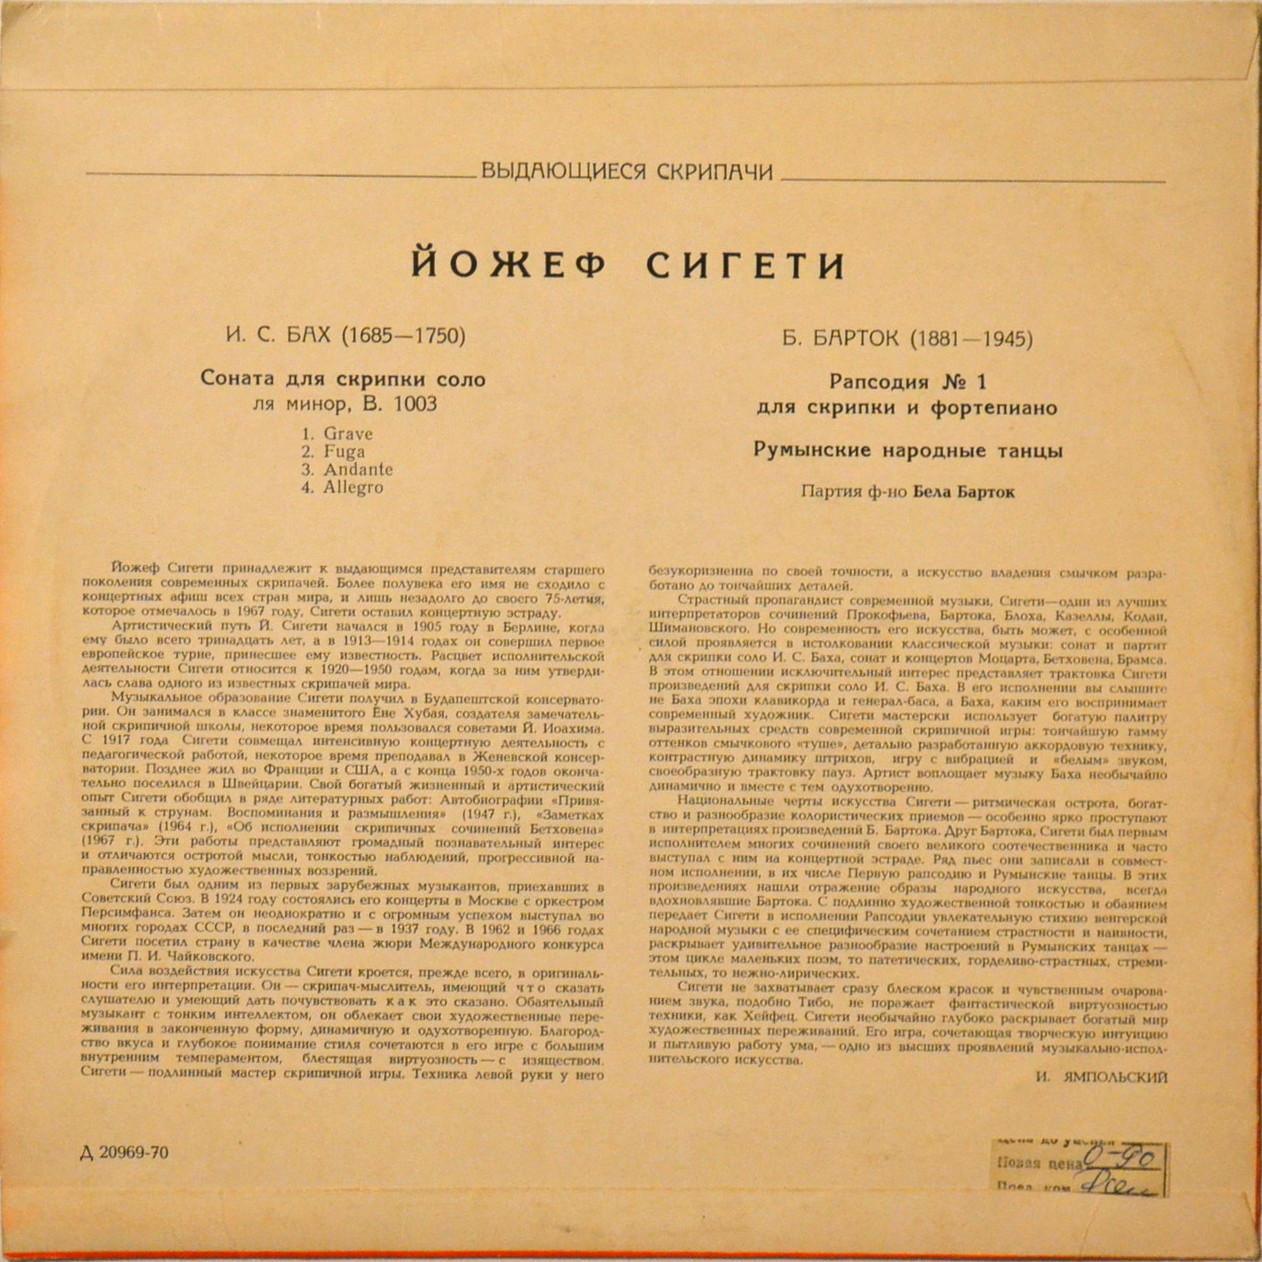 ВЫДАЮЩИЕСЯ СКРИПАЧИ
ЙОЖЕФ СИГЕТИ
И. С. БАХ (1685—1750)
Соната для скрипки соло
ля минор, В. 1003
1. Grave
2. Fuga
3. Andante
4. Allegro
Б. БАРТОК (1881—1945)
Рапсодия № 1
для скрипки и фортепиано
Румынские народные танцы
Партия ф-но Бела Барток
Йожеф Сигети принадлежит к выдающимся представителям старшего
поколения современных скрипачей. Более полувека его имя не сходило с
концертных афиш всех стран мира, и лишь незадолго до своего 75-летия,
которое отмечалось в 1967 году, Сигети оставил концертную эстраду.
Артистический путь Й. Сигети начался в 1905 году в Берлине, когда
ему было всего тринадцать лет, а в 1913—1914 годах он совершил первое
европейское турне, принесшее ему известность. Расцвет исполнительской
деятельности Сигети относится к 1920—1950 годам, когда за ним утверди-
лась слава одного из известных скрипачей мира.
Музыкальное образование Сигети получил в Будапештской консервато-
рии. Он занимался в классе знаменитого Ене Хубая, создателя замечатель-
ной скрипичной школы, некоторое время пользовался советами Й. Иоахима.
С 1917 года Сигети совмещал интенсивную концертную деятельность с
педагогической работой, некоторое время преподавал в Женевской консер-
ватории. Позднее жил во Франции и США, а с конца 1950-х годов оконча-
тельно поселился в Швейцарии. Свой богатый жизненный и артистический
опыт Сигети обобщил в ряде литературных работ: Автобиографии «Привя-
занный к струнам. Воспоминания и размышления» (1947 г.), «Заметках
скрипача» (1964 г.), «Об исполнении скрипичных сочинений Бетховена»
(1967 г.). Эти работы представляют громадный познавательный интерес
и отличаются остротой мысли, тонкостью наблюдений, прогрессивной на-
правленностью художественных воззрений.
Сигети был одним из первых зарубежных музыкантов, приехавших в
Советский Союз. В 1924 году состоялись его концерты в Москве с оркестром
Персимфанса. Затем он неоднократно и с огромным успехом выступал во
многих городах СССР, в последний раз — в 1937 году. В 1962 и 1966 годах
Сигети посетил страну в качестве члена жюри Международного конкурса
имени П. И. Чайковского.
Сила воздействия искусства Сигети кроется, прежде всего, в оригиналь-
ности его интерпретации. Он — скрипач-мыслитель, имеющий что сказать
слушателю и умеющий дать почувствовать как это сказано. Обаятельный
музыкант с тонким интеллектом, он облекает свои художественные пере-
живания в законченную форму, динамичную и одухотворенную. Благород-
ство вкуса и глубокое понимание стиля сочетаются в его игре с большим
внутренним темпераментом, блестящая виртуозность — с изяществом.
Сигети — подлинный мастер скрипичной игры. Техника левой руки у него
безукоризненна по своей точности, а искусство владения смычком разра-
ботано до тончайших деталей.
Страстный пропагандист современной музыки, Сигети—один из лучших
интерпретаторов сочинений Прокофьева, Бартока, Блоха, Казеллы, Кодаи,
Шимановского. Но современность его искусства, быть может, с особенной
силой проявляется в истолковании классической музыки: сонат и партит
для скрипки соло И. С. Баха, сонат и концертов Моцарта, Бетховена, Брамса.
В этом отношении исключительный интерес представляет трактовка Сигети
произведений для скрипки соло И. С. Баха. В его исполнении вы слышите
не Баха эпохи клавикорда и генерал-баса, а Баха, каким его воспринимает
современный художник. Сигети мастерски использует богатую палитру
выразительных средств современной скрипичной игры: тончайшую гамму
оттенков смычкового «туше», детально разработанную аккордовую технику,
контрастную динамику штрихов, игру с вибрацией и «белым» звуком,
своеобразную трактовку пауз. Артист воплощает музыку Баха необычайно
динамично и вместе с тем одухотворенно.
Национальные черты искусства Сигети — ритмическая острота, богат-
ство и разнообразие колористических приемов — особенно ярко проступают
в интерпретациях произведений Б. Бартока. Друг Бартока, Сигети был первым
исполнителем многих сочинений своего великого соотечественника и часто
выступал с ним на концертной эстраде. Ряд пьес они записали в совмест-
ном исполнении, в их числе Первую рапсодию и Румынские танцы. В этих
произведениях нашли отражение образы народного искусства, всегда
вдохновлявшие Бартока. С подлинно художественной тонкостью и обаянием
передает Сигети в исполнении Рапсодии увлекательную стихию венгерской
народной музыки с ее специфическим сочетанием страстности и наивности,
раскрывает удивительное разнообразие настроений в Румынских танцах —
этом цикле маленьких поэм, то патетических, горделиво-страстных, стреми-
тельных, то нежно-лирических.
Сигети не захватывает сразу блеском красок и чувственным очарова-
нием звука, подобно Тибо, не поражает фантастической виртуозностью
техники, как Хейфец. Сигети необычайно глубоко раскрывает богатый мир
художественных переживаний. Его игра, сочетающая творческую интуицию
и пытливую работу ума, — одно из высших проявлений музыкально-испол-
нительского искусства.
И. ЯМПОЛЬСКИЙ
Д 20969-70
Новая цена 0-90